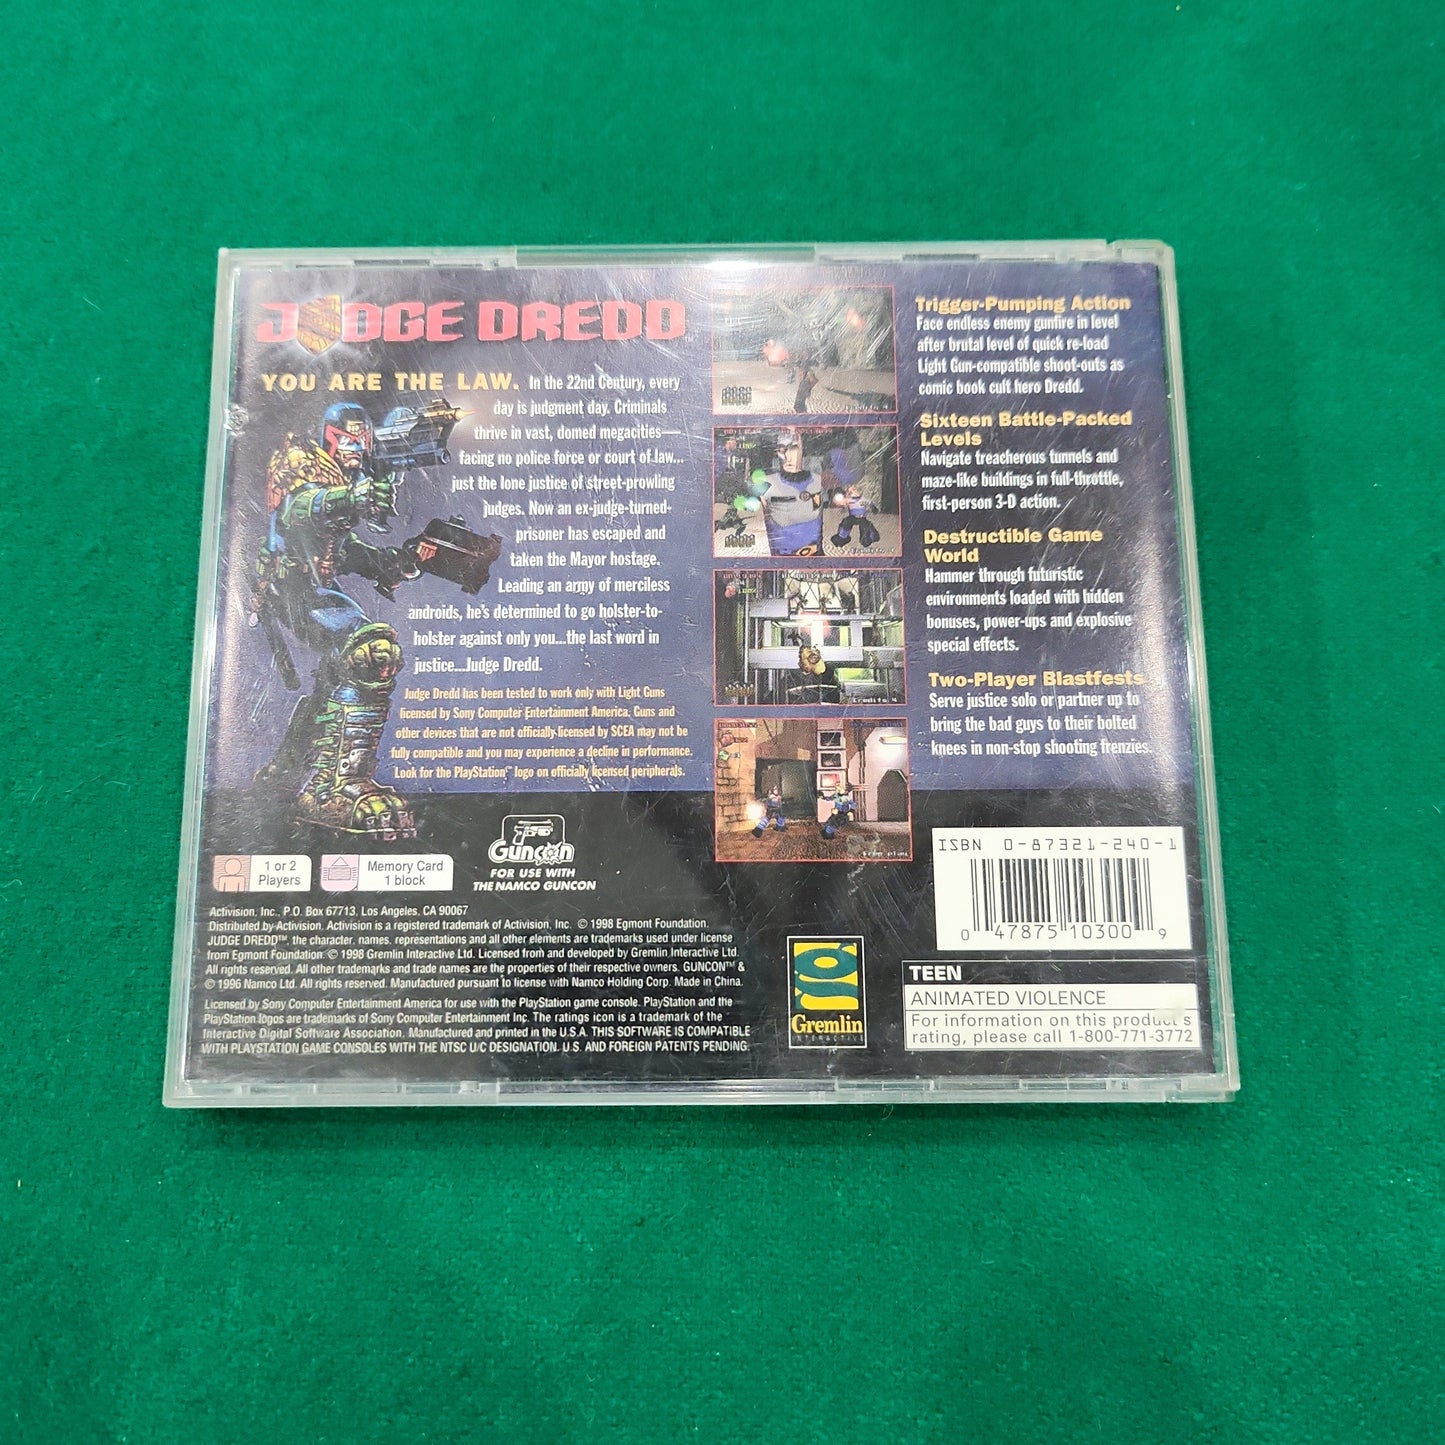 JUDGE DREDD
YOU ARE THE LAW. In the 22nd Century, every
day is judgment day. Criminals
thrive in vast, domed megacities—
facing no police force or court of law...
just the lone justice of street-prowling
judges. Now an ex-judge-turned-
prisoner has escaped and
taken the Mayor hostage.
Leading an army of merciless
androids, he's determined to go holster-to-
holster against only you...the last word in
justice...Judge Dredd.
Judge Dredd has been tested to work only with Light Guns
licensed by Sony Computer Entertainment America. Guns and
other devices that are not officially-licensed by SCEA may not be
fully compatible and you may experience a decline in performance.
Look for the PlayStation™ logo on officially licensed peripherals.
Trigger-Pumping Action
Face endless enemy gunfire in level
after brutal level of quick re-load
Light Gun-compatible shoot-outs as
comic book cult hero Dredd.
Sixteen Battle-Packed
Levels
Navigate treacherous tunnels and
maze-like buildings in full-throttle,
first-person 3-D action.
Destructible Game
World
Hammer through futuristic
environments loaded with hidden
bonuses, power-ups and explosive
special effects.
Two-Player Blastfests
Serve justice solo or partner up to
bring the bad guys to their bolted
knees in non-stop shooting frenzies.
1 or 2
Players
Memory Card
1 block
Guncon
FOR USE WITH
THE NAMCO GUNCON
Activision, Inc., P.O. Box 67713, Los Angeles, CA 90067
Distributed by Activision. Activision is a registered trademark of Activision, Inc. © 1998 Egmont Foundation.
JUDGE DREDD™, the character, names, representations and all other elements are trademarks used under license
from Egmont Foundation. © 1998 Gremlin Interactive Ltd. Licensed from and developed by Gremlin Interactive Ltd.
All rights reserved. All other trademarks and trade names are the properties of their respective owners. GUNCON™ &
© 1996 Namco Ltd. All rights reserved. Manufactured pursuant to license with Namco Holding Corp. Made in China.
Licensed by Sony Computer Entertainment America for use with the PlayStation game console. PlayStation and the
PlayStation logos are trademarks of Sony Computer Entertainment Inc. The ratings icon is a trademark of the
Interactive Digital Software Association. Manufactured and printed in the U.S.A. THIS SOFTWARE IS COMPATIBLE
WITH PLAYSTATION GAME CONSOLES WITH THE NTSC U/C DESIGNATION. U.S. AND FOREIGN PATENTS PENDING.
Gremlin
INTERACTIVE
ISBN 0-87321-240-1
0 47875 10300 9
TEEN
ANIMATED VIOLENCE
For information on this product's
rating, please call 1-800-771-3772